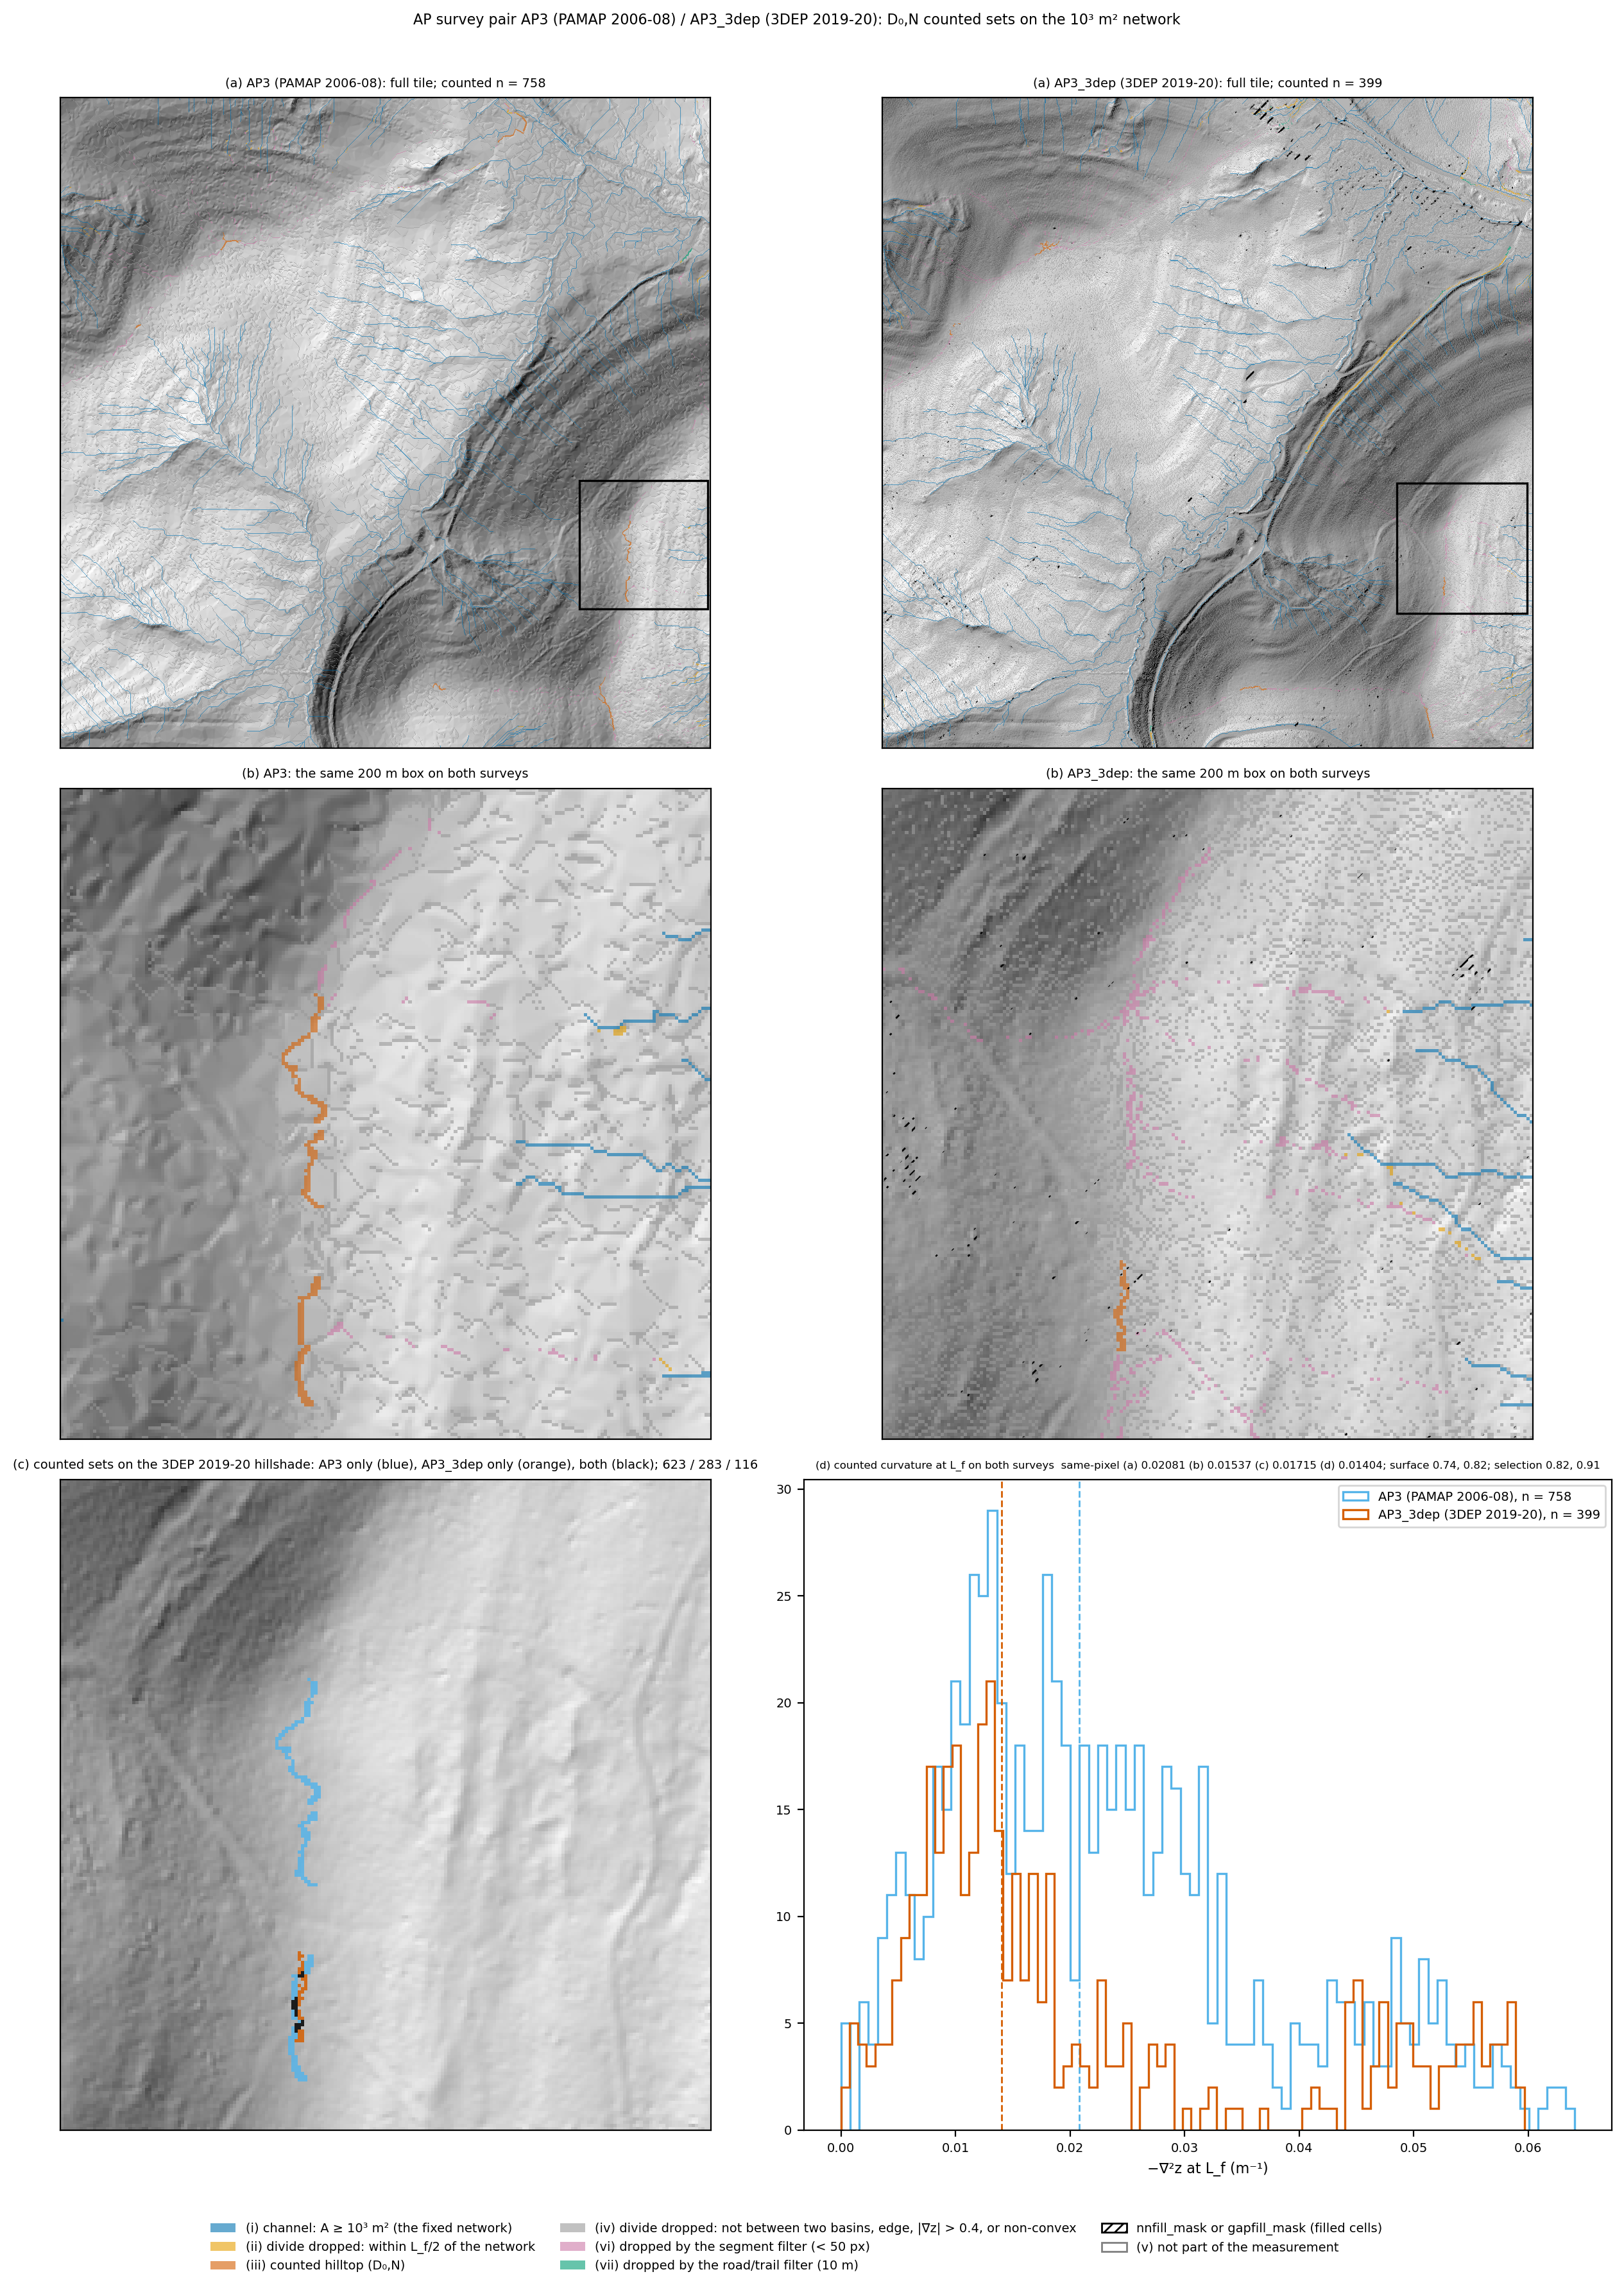 AP survey pair AP3 (PAMAP 2006-08) / AP3_3dep (3DEP 2019-20): D₀,N counted sets on the 10³ m² network
(a) AP3 (PAMAP 2006-08): full tile; counted n = 758
(a) AP3_3dep (3DEP 2019-20): full tile; counted n = 399
(b) AP3: the same 200 m box on both surveys
(b) AP3_3dep: the same 200 m box on both surveys
(c) counted sets on the 3DEP 2019-20 hillshade: AP3 only (blue), AP3_3dep only (orange), both (black); 623 / 283 / 116
(d) counted curvature at L_f on both surveys  same-pixel (a) 0.02081 (b) 0.01537 (c) 0.01715 (d) 0.01404; surface 0.74, 0.82; selection 0.82, 0.91
AP3 (PAMAP 2006-08), n = 758
AP3_3dep (3DEP 2019-20), n = 399
30
25
20
15
10
5
0
0.00 0.01 0.02 0.03 0.04 0.05 0.06
−∇²z at L_f (m⁻¹)
(i) channel: A ≥ 10³ m² (the fixed network)
(ii) divide dropped: within L_f/2 of the network
(iii) counted hilltop (D₀,N)
(iv) divide dropped: not between two basins, edge, |∇z| > 0.4, or non-convex
(vi) dropped by the segment filter (< 50 px)
(vii) dropped by the road/trail filter (10 m)
nnfill_mask or gapfill_mask (filled cells)
(v) not part of the measurement